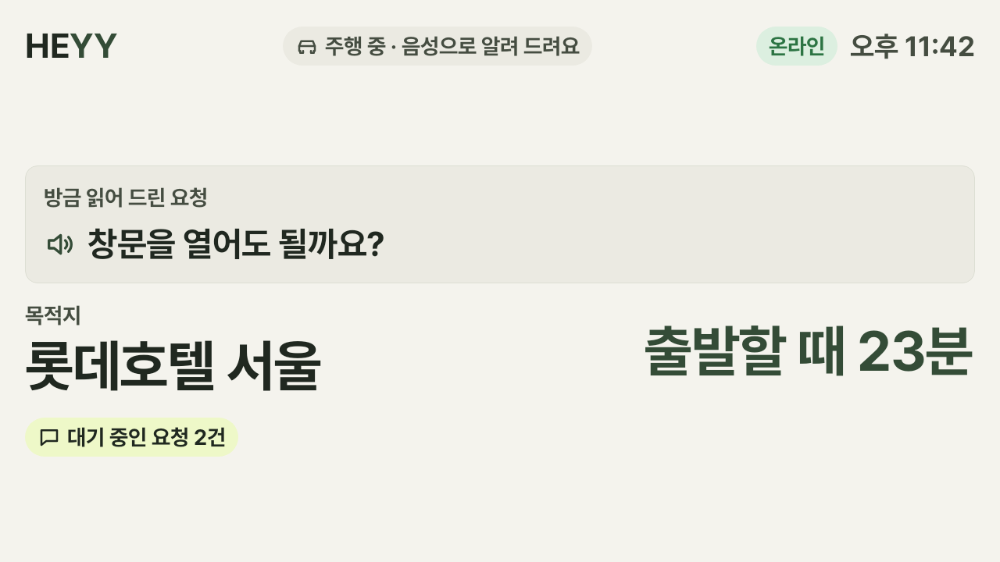 HEYY
주행 중 · 음성으로 알려 드려요
온라인
오후 11:42
방금 읽어 드린 요청
창문을 열어도 될까요?
목적지
롯데호텔 서울
출발할 때 23분
대기 중인 요청 2건